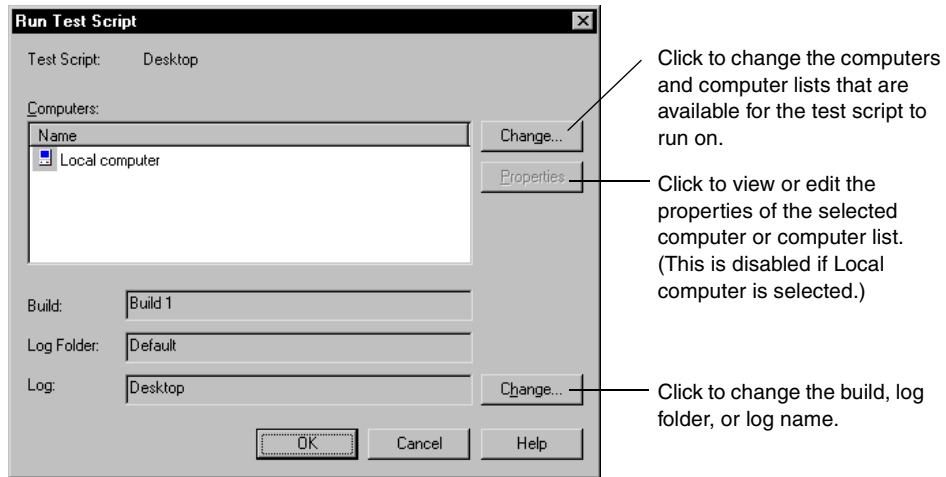 Run Test Script
Test Script: Desktop
Computers:
Name
Local computer
Change...
Properties
Build: Build 1
Log Folder: Default
Log: Desktop
Change...
OK Cancel Help
Click to change the computers
and computer lists that are
available for the test script to
run on.
Click to view or edit the
properties of the selected
computer or computer list.
(This is disabled if Local
computer is selected.)
Click to change the build, log
folder, or log name.